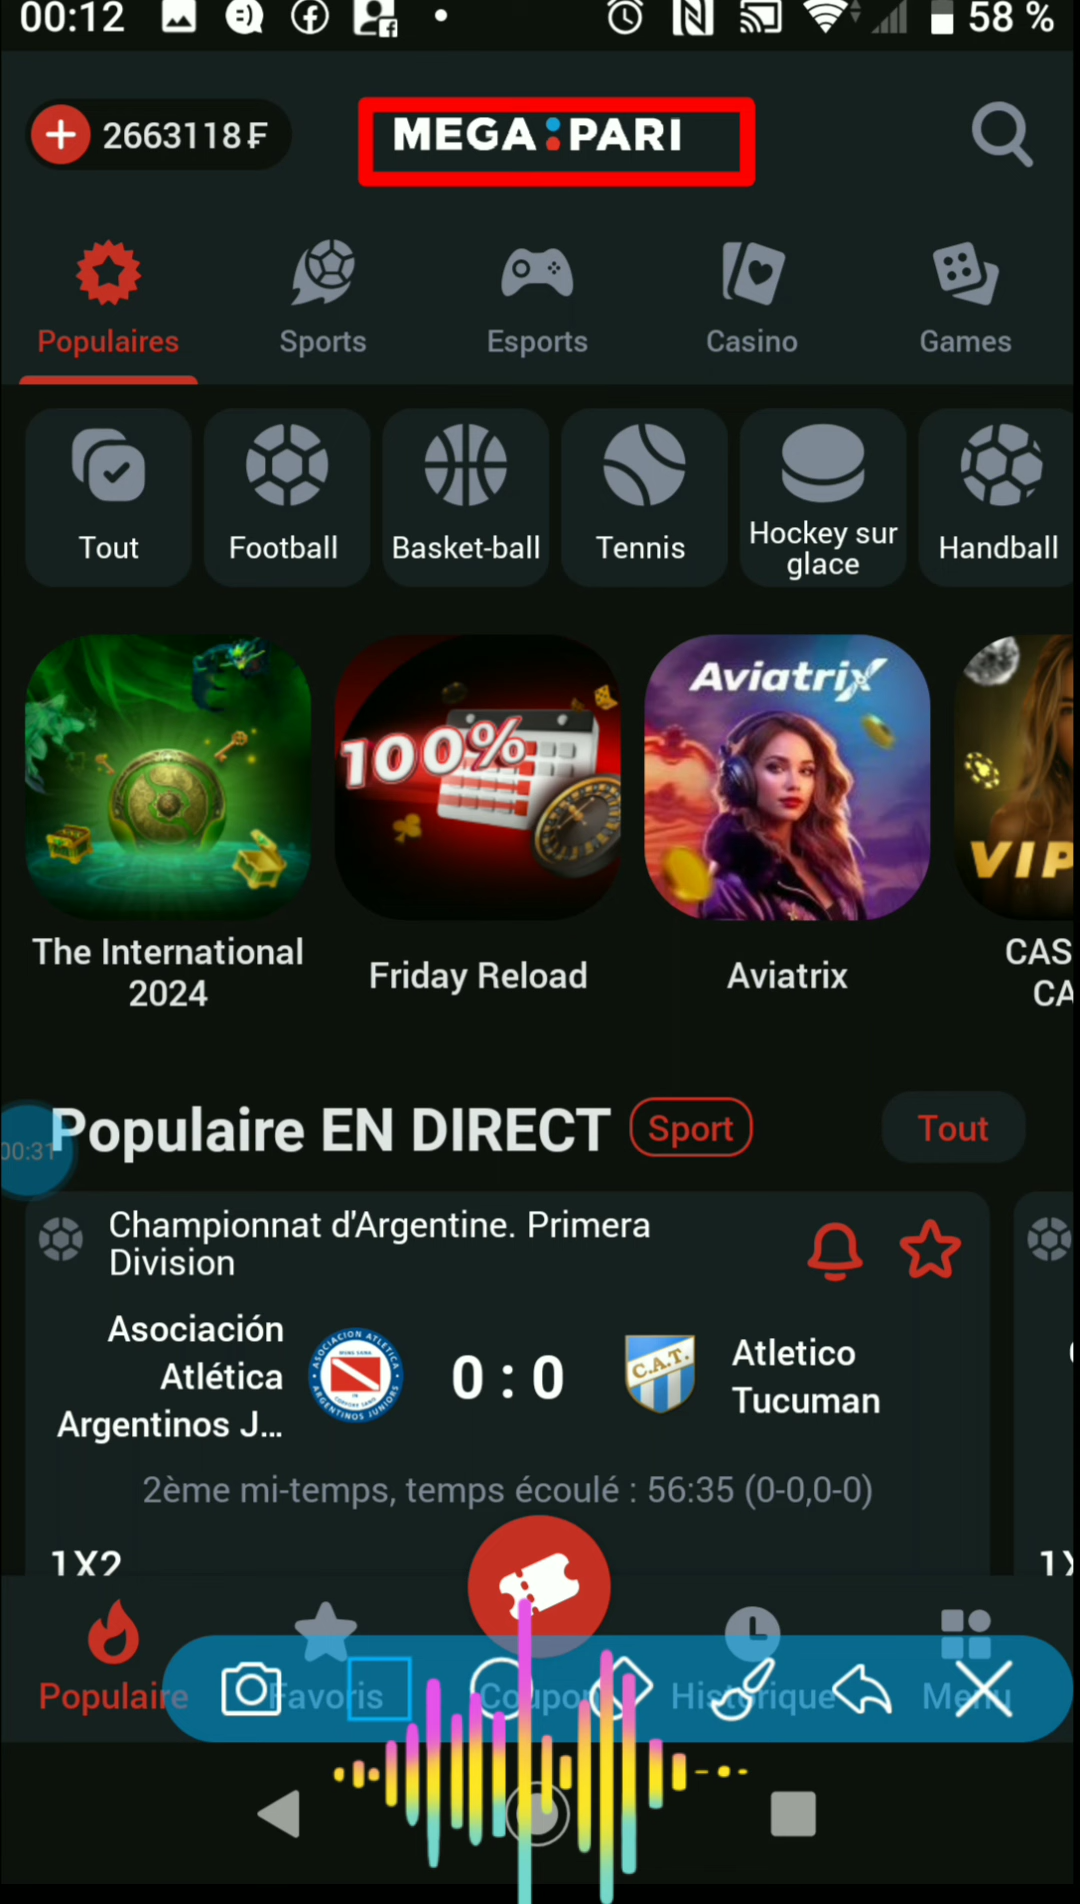 00:12
58 %
2663118₣
MEGA:PARI
Populaires
Sports
Esports
Casino
Games
Tout
Football
Basket-ball
Tennis
Hockey sur
glace
Handball
100%
Aviatrix
VIP
The International
2024
Friday Reload
Aviatrix
CAS
CA
00:31
Populaire EN DIRECT
Sport
Tout
Championnat d'Argentine. Primera
Division
Asociación
Atlética
Argentinos J...
0 : 0
C.A.T.
Atletico
Tucuman
2ème mi-temps, temps écoulé : 56:35 (0-0,0-0)
1X2
Populaire
Favoris
Coupon
Historique
Menu